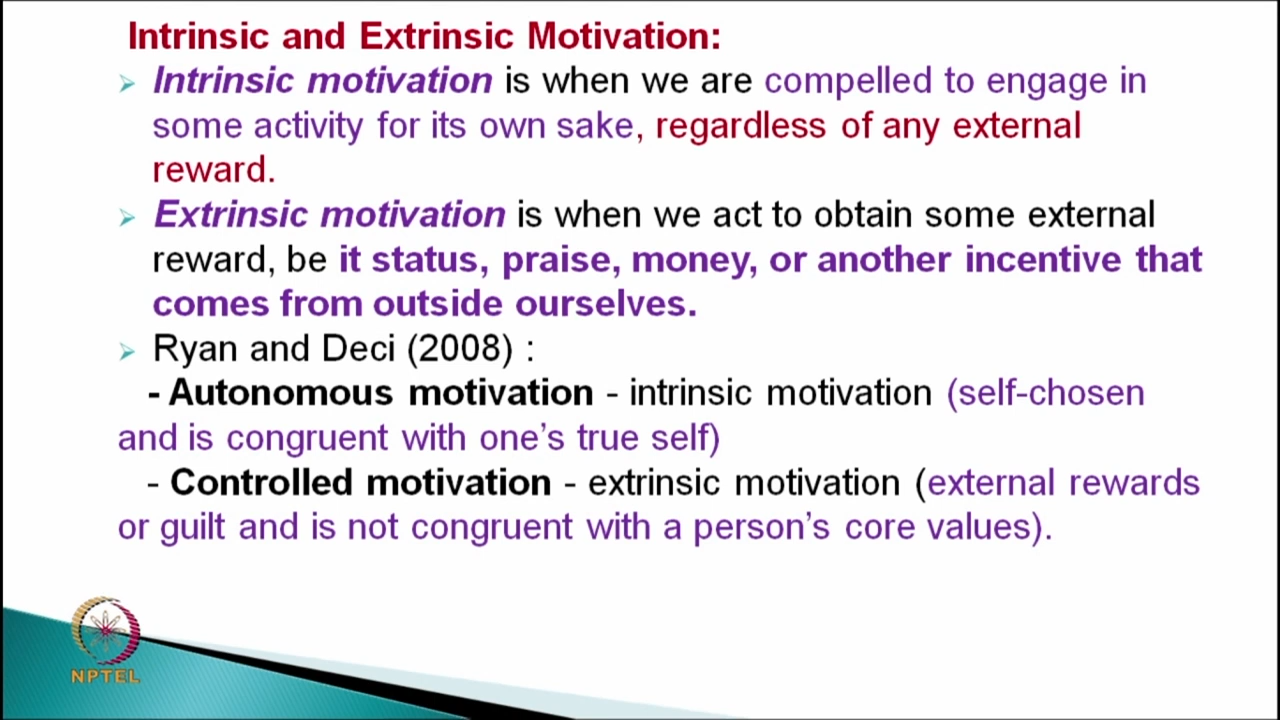 Intrinsic and Extrinsic Motivation:
Intrinsic motivation is when we are compelled to engage in
some activity for its own sake, regardless of any external
reward.
Extrinsic motivation is when we act to obtain some external
reward, be it status, praise, money, or another incentive that
comes from outside ourselves.
Ryan and Deci (2008) :
- Autonomous motivation - intrinsic motivation (self-chosen
and is congruent with one's true self)
- Controlled motivation - extrinsic motivation (external rewards
or guilt and is not congruent with a person's core values).
NPTEL